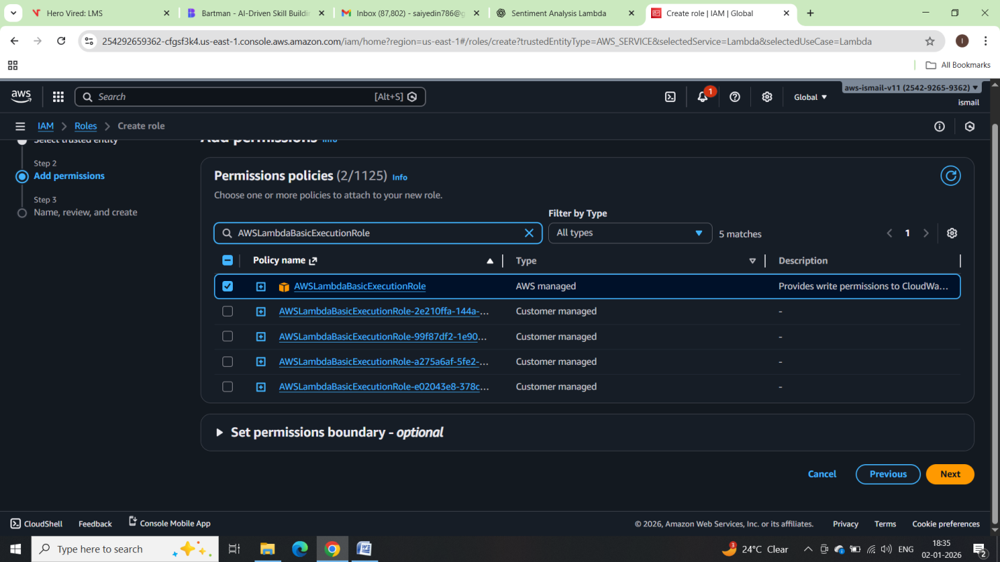 Hero Vired: LMS
Bartman - AI-Driven Skill Buildin
Inbox (87,802) - saiyedin786@g
Sentiment Analysis Lambda
Create role | IAM | Global
254292659362-cfgsf3k4.us-east-1.console.aws.amazon.com/iam/home?region=us-east-1#/roles/create?trustedEntityType=AWS_SERVICE&selectedService=Lambda&selectedUseCase=Lambda
I
All Bookmarks
aws
Search
[Alt+S]
1
Global
aws-ismail-v11 (2542-9265-9362)
ismail
IAM
Roles
Create role
Select trusted entity
Step 2
Add permissions
Step 3
Name, review, and create
Add permissions Info
Permissions policies (2/1125) Info
Choose one or more policies to attach to your new role.
Filter by Type
AWSLambdaBasicExecutionRole
All types
5 matches
1
Policy name
Type
Description
AWSLambdaBasicExecutionRole
AWS managed
Provides write permissions to CloudWa...
AWSLambdaBasicExecutionRole-2e210ffa-144a-...
Customer managed
-
AWSLambdaBasicExecutionRole-99f87df2-1e90...
Customer managed
-
AWSLambdaBasicExecutionRole-a275a6af-5fe2-...
Customer managed
-
AWSLambdaBasicExecutionRole-e02043e8-378c...
Customer managed
-
Set permissions boundary - optional
Cancel
Previous
Next
CloudShell
Feedback
Console Mobile App
© 2026, Amazon Web Services, Inc. or its affiliates.
Privacy
Terms
Cookie preferences
Type here to search
3
24°C Clear
ENG
18:35
02-01-2026
2